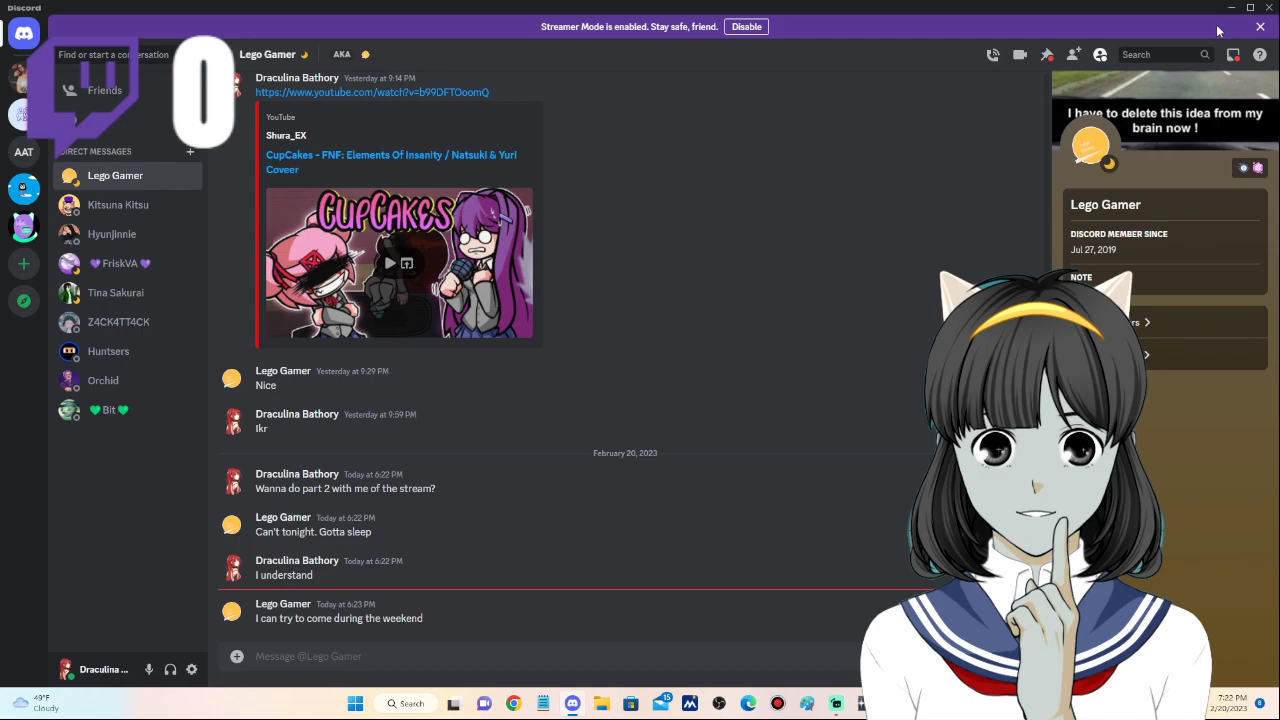 Discord
Streamer Mode is enabled. Stay safe, friend. Disable
Find or start a conversation
Lego Gamer AKA
Search
0
Friends
DIRECT MESSAGES
AAT
Lego Gamer
Kitsuna Kitsu
Hyunjinnie
💜FriskVA 💜
Tina Sakurai
Z4CK4TT4CK
Huntsers
Orchid
💚Bit💚
Draculina ...
Draculina Bathory Yesterday at 9:14 PM
https://www.youtube.com/watch?v=b99DFTOoomQ
YouTube
Shura_EX
CupCakes - FNF: Elements Of Insanity / Natsuki & Yuri
Coveer
CUPCAKES
Lego Gamer Yesterday at 9:29 PM
Nice
Draculina Bathory Yesterday at 9:59 PM
Ikr
February 20, 2023
Draculina Bathory Today at 6:22 PM
Wanna do part 2 with me of the stream?
Lego Gamer Today at 6:22 PM
Can't tonight. Gotta sleep
Draculina Bathory Today at 6:22 PM
I understand
Lego Gamer Today at 6:23 PM
I can try to come during the weekend
Message @Lego Gamer
I have to delete this idea from my
brain now !
Lego Gamer
DISCORD MEMBER SINCE
Jul 27, 2019
NOTE
49°F
Cloudy
Search
15
7:22 PM
2/20/2023